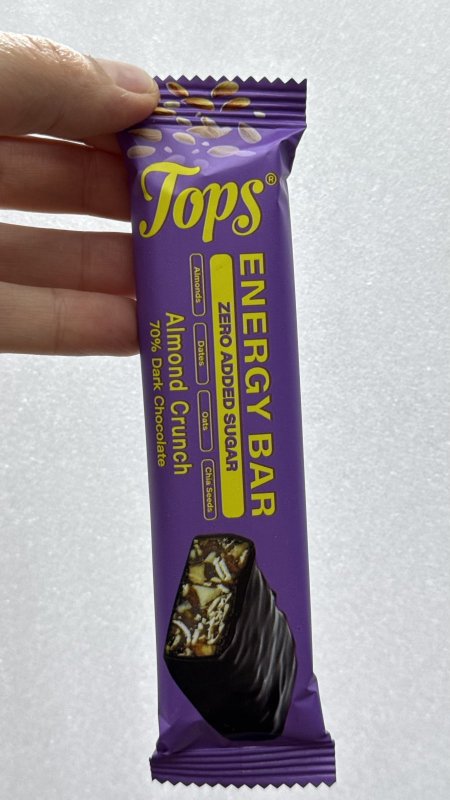 Tops®
ENERGY BAR
ZERO ADDED SUGAR
Almonds
Dates
Oats
Chia Seeds
Almond Crunch
70% Dark Chocolate